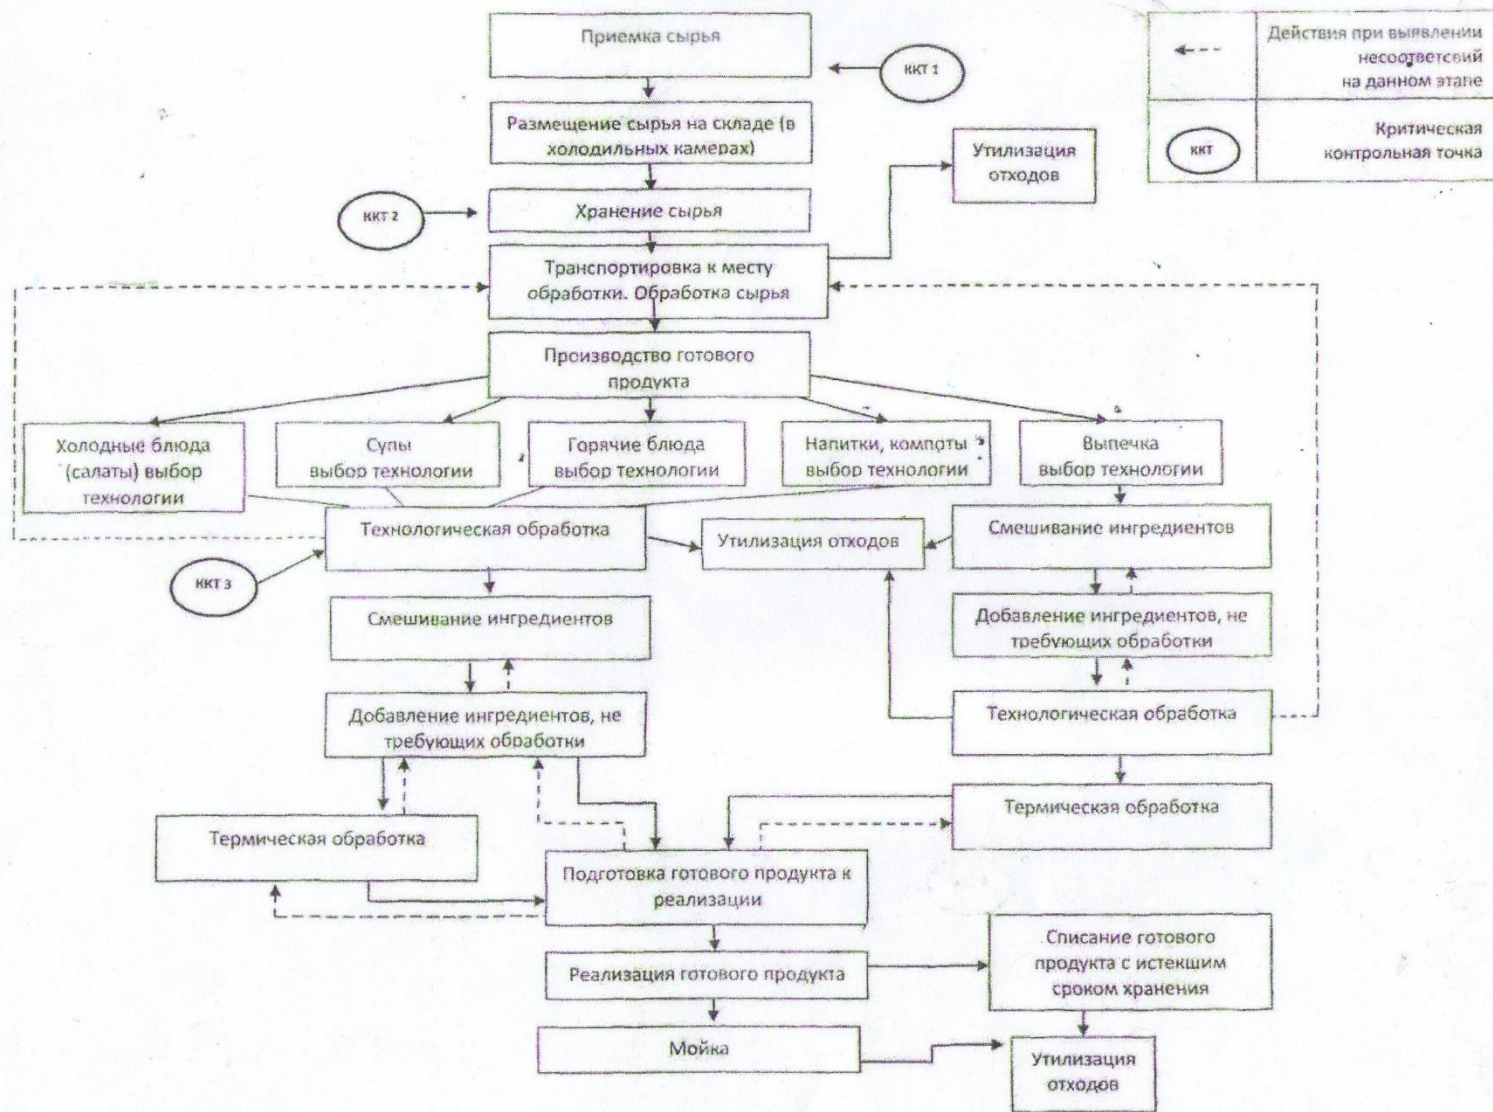 Приемка сырья
ККТ 1
Действия при выявлении
несоответсвий
на данном этапе
ККТ
Критическая
контрольная точка
Размещение сырья на складе (в
холодильных камерах)
Утилизация
отходов
ККТ 2
Хранение сырья
Транспортировка к месту
обработки. Обработка сырья
Производство готового
продукта
Холодные блюда
(салаты) выбор
технологии
Супы
выбор технологии
Горячие блюда
выбор технологии
Напитки, компоты
выбор технологии
Выпечка
выбор технологии
Технологическая обработка
Утилизация отходов
Смешивание ингредиентов
ККТ 3
Смешивание ингредиентов
Добавление ингредиентов, не
требующих обработки
Добавление ингредиентов, не
требующих обработки
Технологическая обработка
Термическая обработка
Термическая обработка
Подготовка готового продукта к
реализации
Реализация готового продукта
Списание готового
продукта с истекшим
сроком хранения
Мойка
Утилизация
отходов